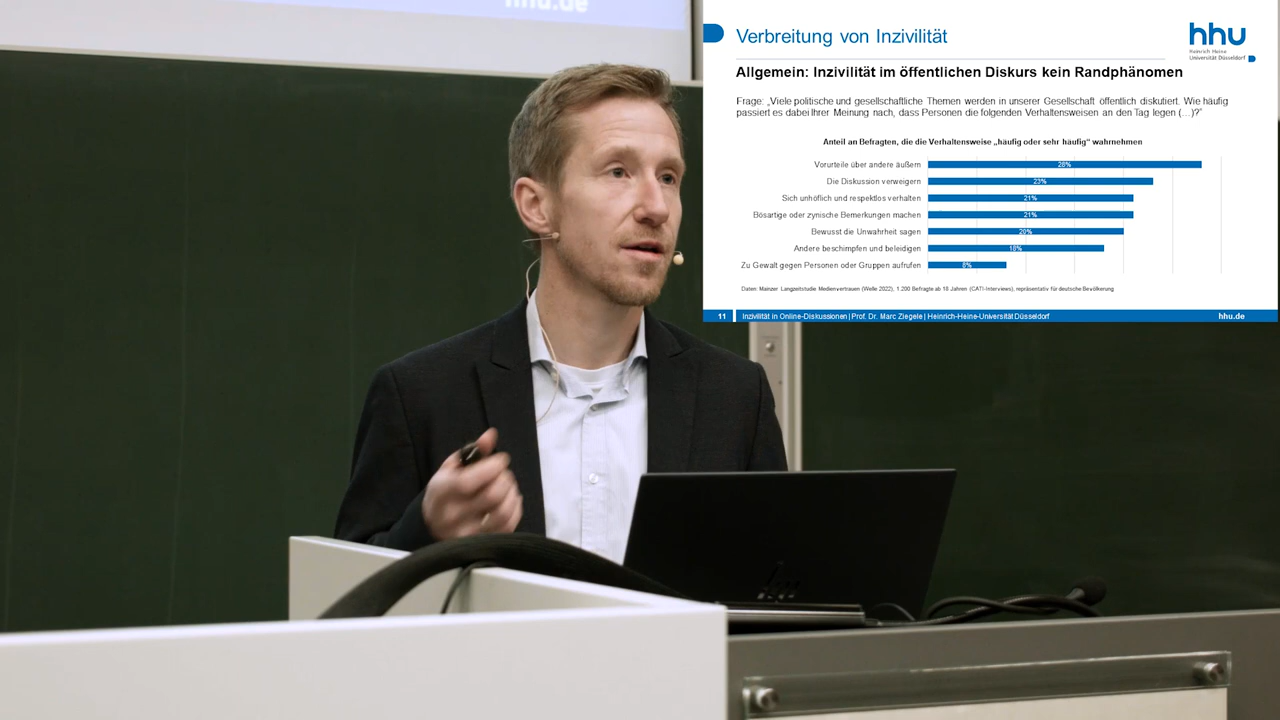 hhu.de
Verbreitung von Inzivilität
hhu
Heinrich Heine
Universität Düsseldorf
Allgemein: Inzivilität im öffentlichen Diskurs kein Randphänomen
Frage: „Viele politische und gesellschaftliche Themen werden in unserer Gesellschaft öffentlich diskutiert. Wie häufig
passiert es dabei Ihrer Meinung nach, dass Personen die folgenden Verhaltensweisen an den Tag legen (…)?"
Anteil an Befragten, die die Verhaltensweise „häufig oder sehr häufig" wahrnehmen
Vorurteile über andere äußern 28%
Die Diskussion verweigern 23%
Sich unhöflich und respektlos verhalten 21%
Bösartige oder zynische Bemerkungen machen 21%
Bewusst die Unwahrheit sagen 20%
Andere beschimpfen und beleidigen 18%
Zu Gewalt gegen Personen oder Gruppen aufrufen 8%
Daten: Mainzer Langzeitstudie Medienvertrauen (Welle 2022), 1.200 Befragte ab 18 Jahren (CATI-Interviews), repräsentativ für deutsche Bevölkerung
11 Inzivilität in Online-Diskussionen | Prof. Dr. Marc Ziegele | Heinrich-Heine-Universität Düsseldorf hhu.de
hp